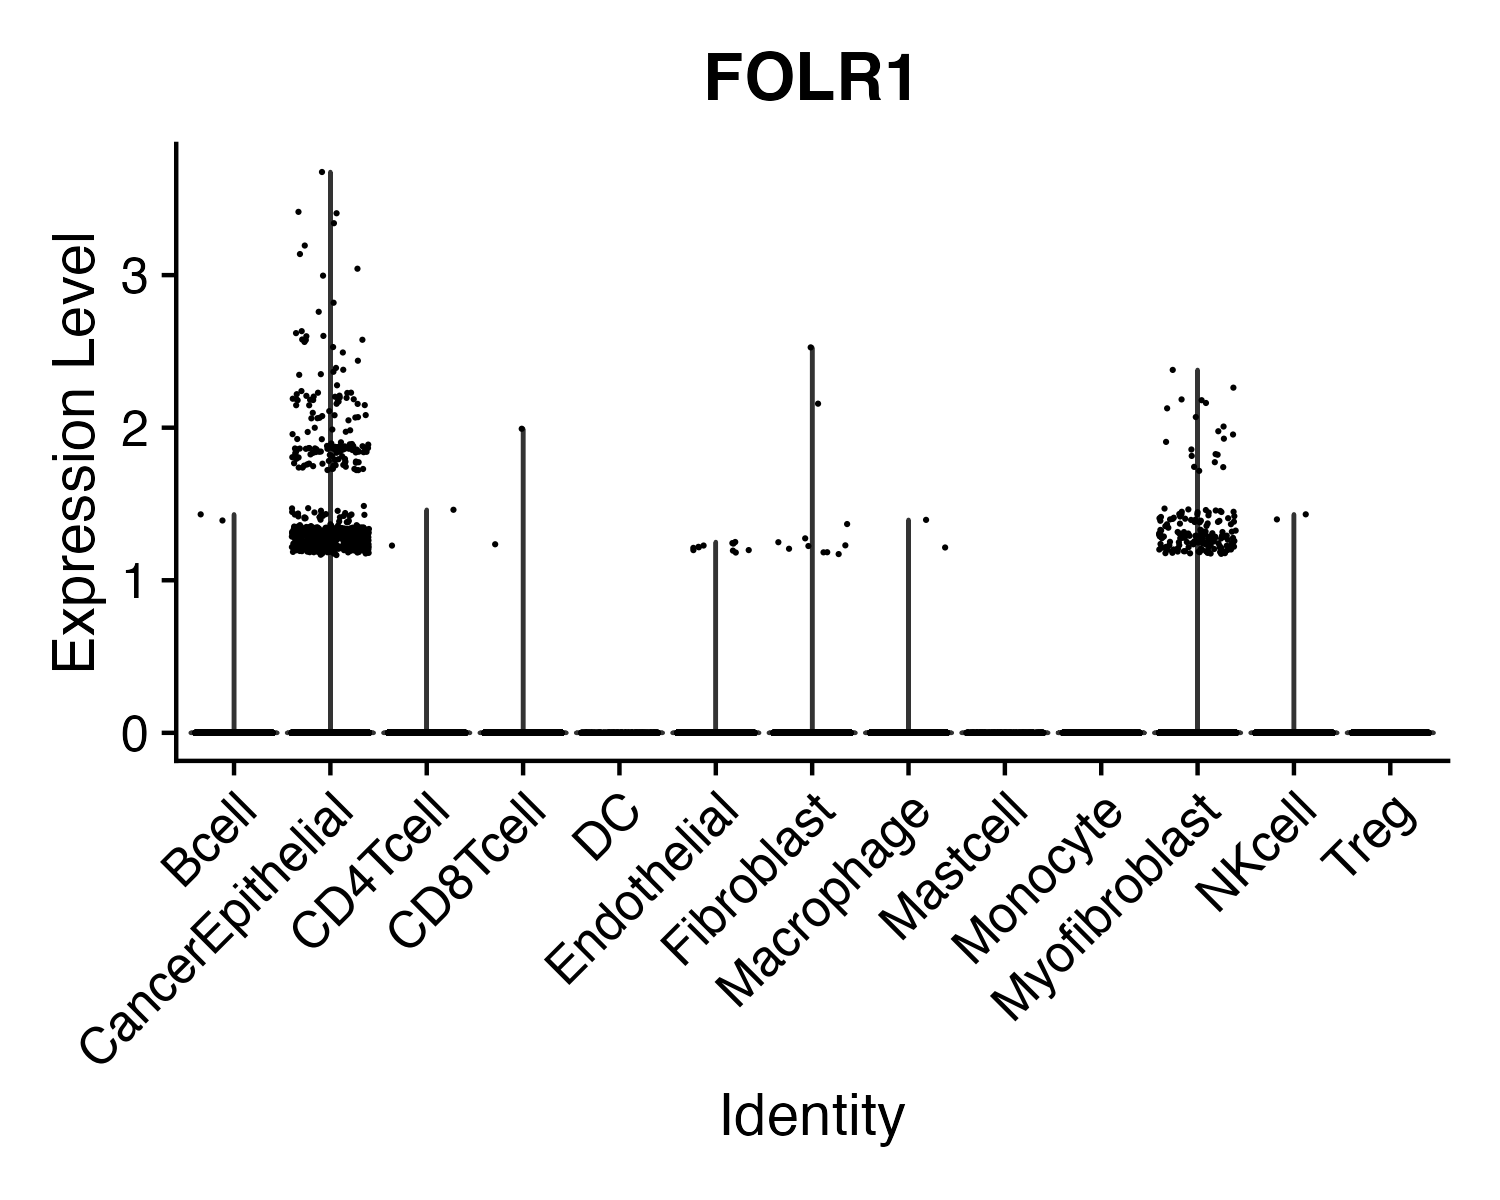 FOLR1
Expression Level
3
2
1
0
Bcell
CancerEpithelial
CD4Tcell
CD8Tcell
DC
Endothelial
Fibroblast
Macrophage
Mastcell
Monocyte
Myofibroblast
NKcell
Treg
Identity